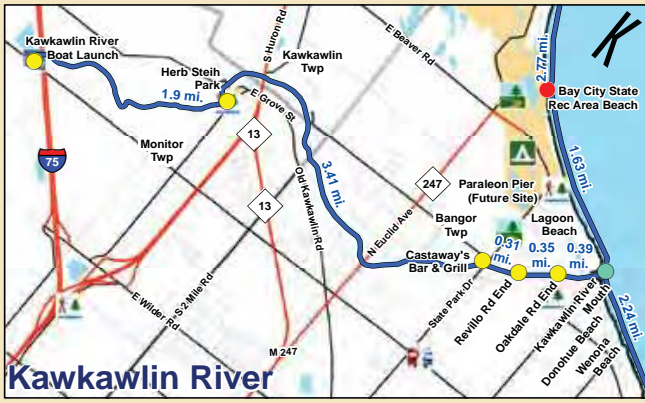 Kawkawlin River
Boat Launch
S Huron Rd
Kawkawlin
Twp
E Beaver Rd
2.77 mi.
Herb Steih
Park
1.9 mi.
E Grove St
Bay City State
Rec Area Beach
Monitor
Twp
13
75
3.41 mi.
247
1.63 mi.
Paraleon Pier
(Future Site)
13
Old Kawkawlin Rd
N Euclid Ave
Bangor
Twp
Lagoon
Beach
0.31
mi.
0.35
mi.
0.39
mi.
Castaway's
Bar & Grill
E Wilder Rd
S 2 Mile Rd
State Park Dr
Revillo Rd End
Oakdale Rd End
Kawkawlin River
Mouth
Donohue Beach
Wenona
Beach
2.24 mi.
M 247
Kawkawlin River